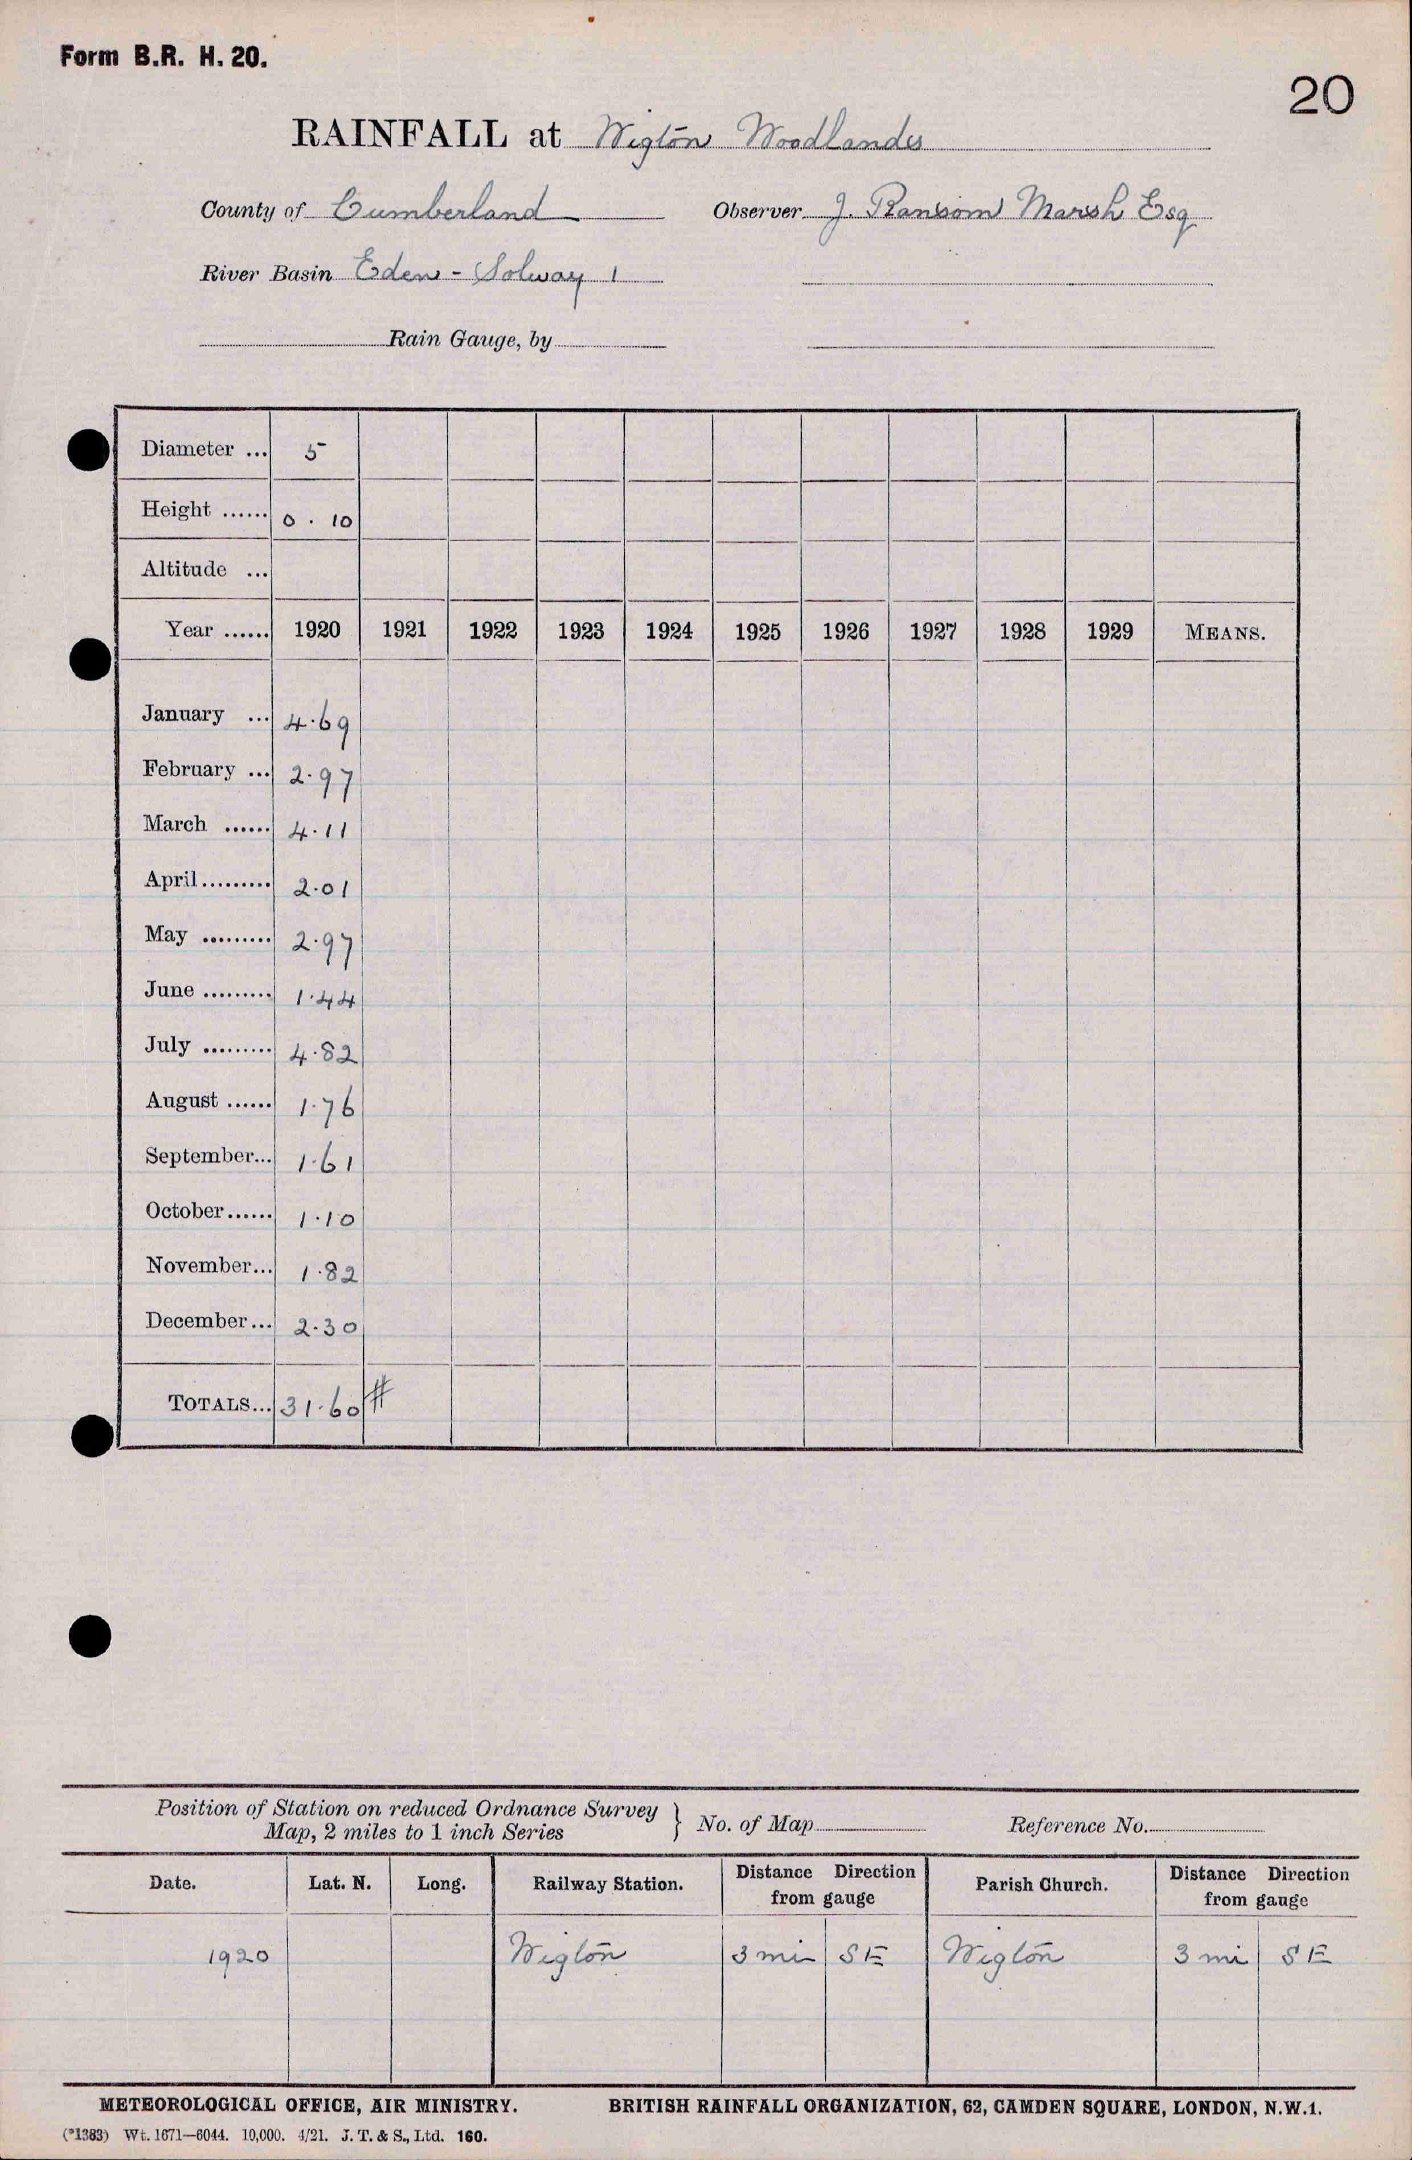 Form B.R. H. 20.
20
RAINFALL at Wigton Woodlands
County of Cumberland Observer J. Ransom Marsh Esq
River Basin Eden - Solway 1
Rain Gauge, by
Diameter ... 5
Height ...... 0 . 10
Altitude ...
Year ...... 1920 1921 1922 1923 1924 1925 1926 1927 1928 1929 MEANS.
January ... 4.69
February ... 2.97
March ...... 4.11
April......... 2.01
May ......... 2.97
June ......... 1.44
July ......... 4.82
August ...... 1.76
September... 1.61
October...... 1.10
November... 1.82
December... 2.30
TOTALS... 31.60 #
Position of Station on reduced Ordnance Survey
Map, 2 miles to 1 inch Series } No. of Map Reference No.
Date. Lat. N. Long. Railway Station. Distance Direction from gauge Parish Church. Distance Direction from gauge
1920 Wigton 3 mi SE Wigton 3 mi SE
METEOROLOGICAL OFFICE, AIR MINISTRY. BRITISH RAINFALL ORGANIZATION, 62, CAMDEN SQUARE, LONDON, N.W.1.
(*1383) Wt. 1671—6044. 10,000. 4/21. J. T. & S., Ltd. 160.